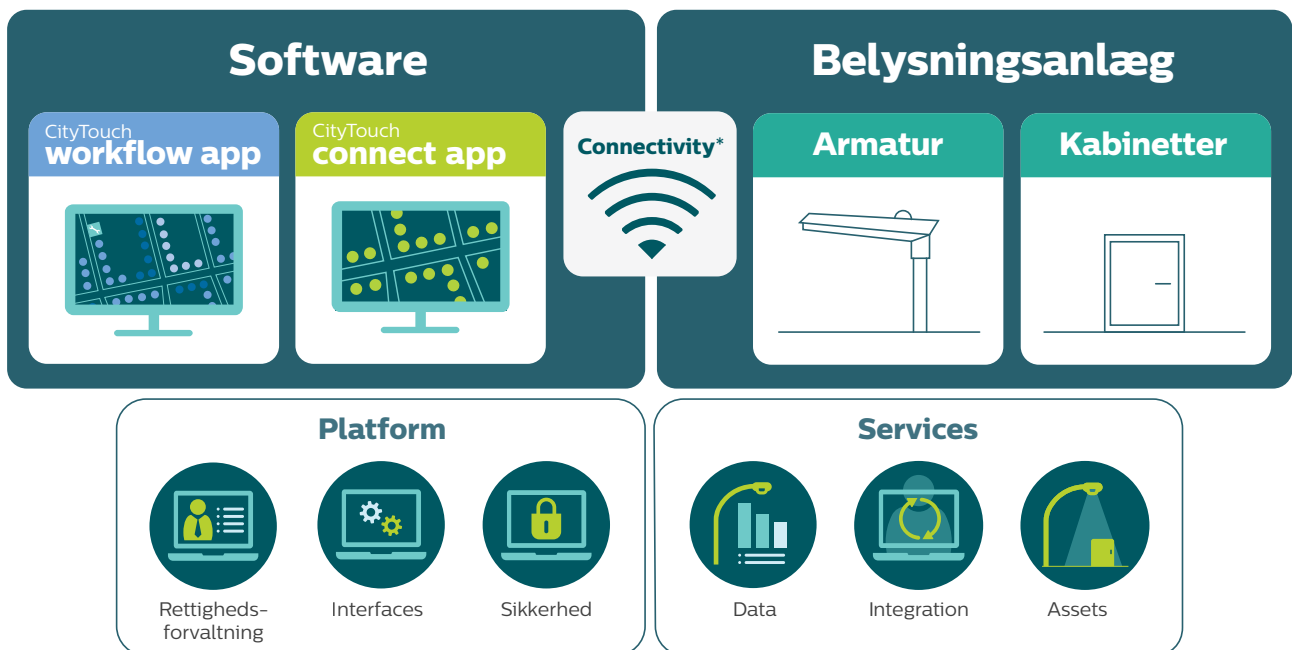 Software
Belysningsanlæg
CityTouch
workflow app
CityTouch
connect app
Connectivity*
Armatur
Kabinetter
Platform
Services
Rettigheds-
forvaltning
Interfaces
Sikkerhed
Data
Integration
Assets